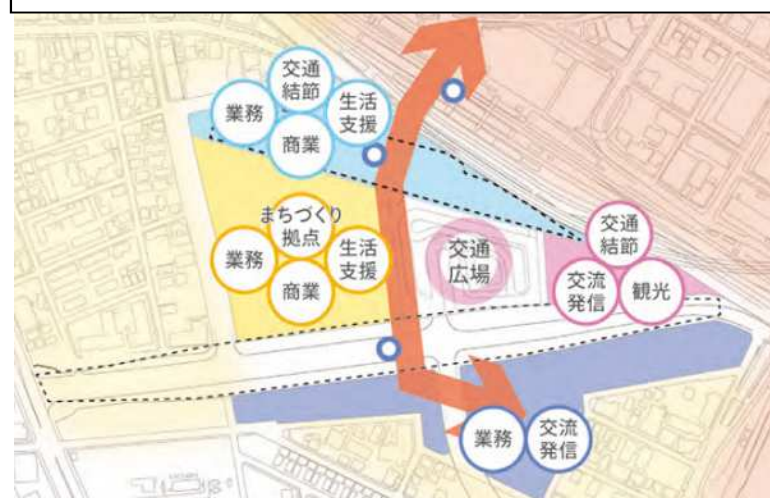 交通
結節
業務
生活
支援
商業
まちづくり
拠点
業務
生活
支援
商業
交通
広場
交通
結節
交流
発信
観光
業務
交流
発信